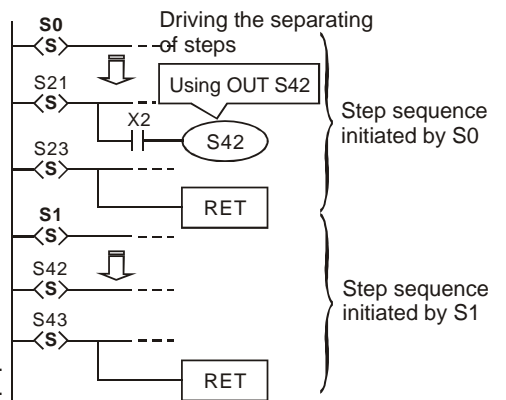 S0
S
Driving the separating
of steps
S21
S
Using OUT S42
X2
S42
Step sequence
initiated by S0
S23
S
RET
S1
S
S42
S
Step sequence
initiated by S1
S43
S
RET